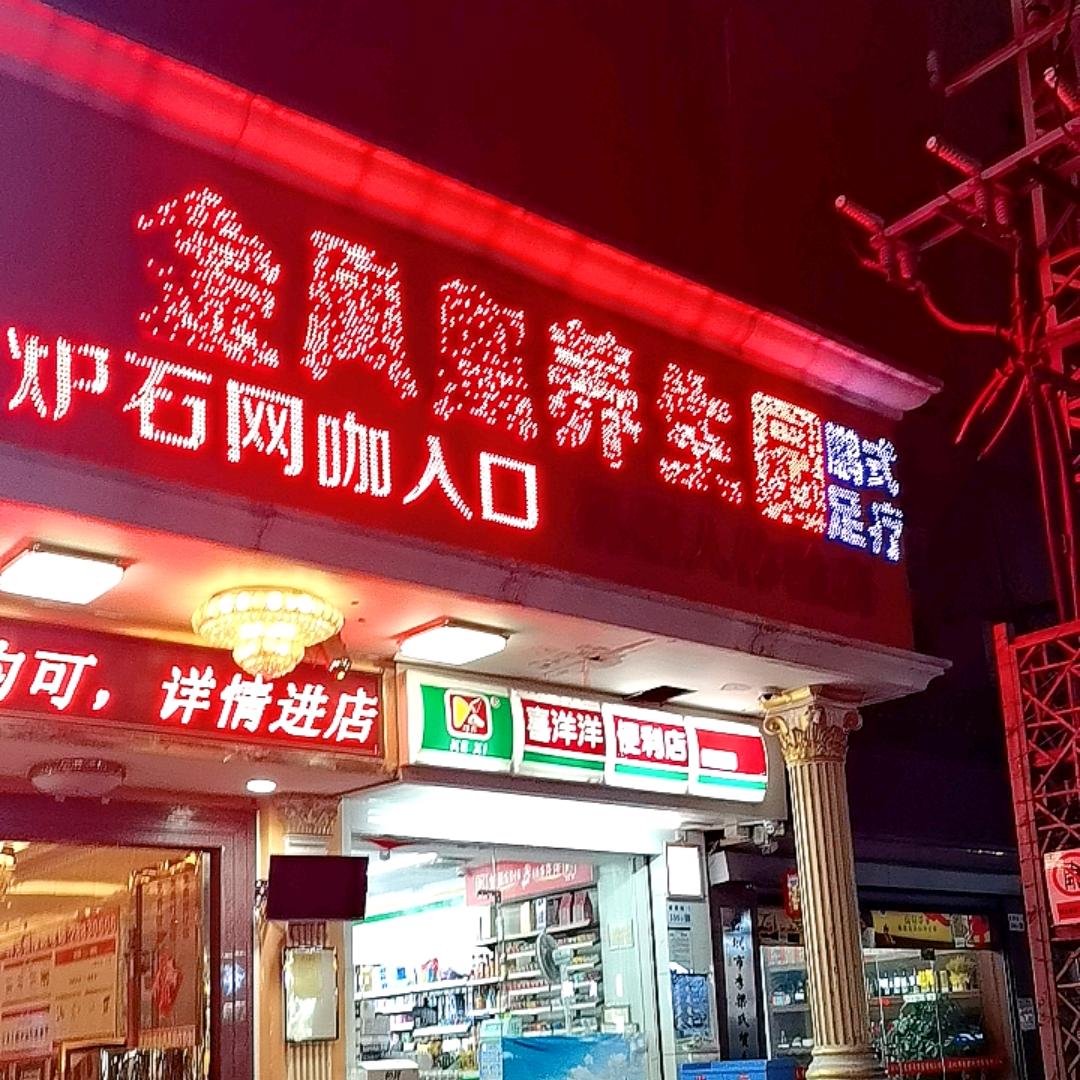 金凤凰养生阁
泰式
足疗
炉石网咖入口
均可，详情进店
喜洋洋 便利店